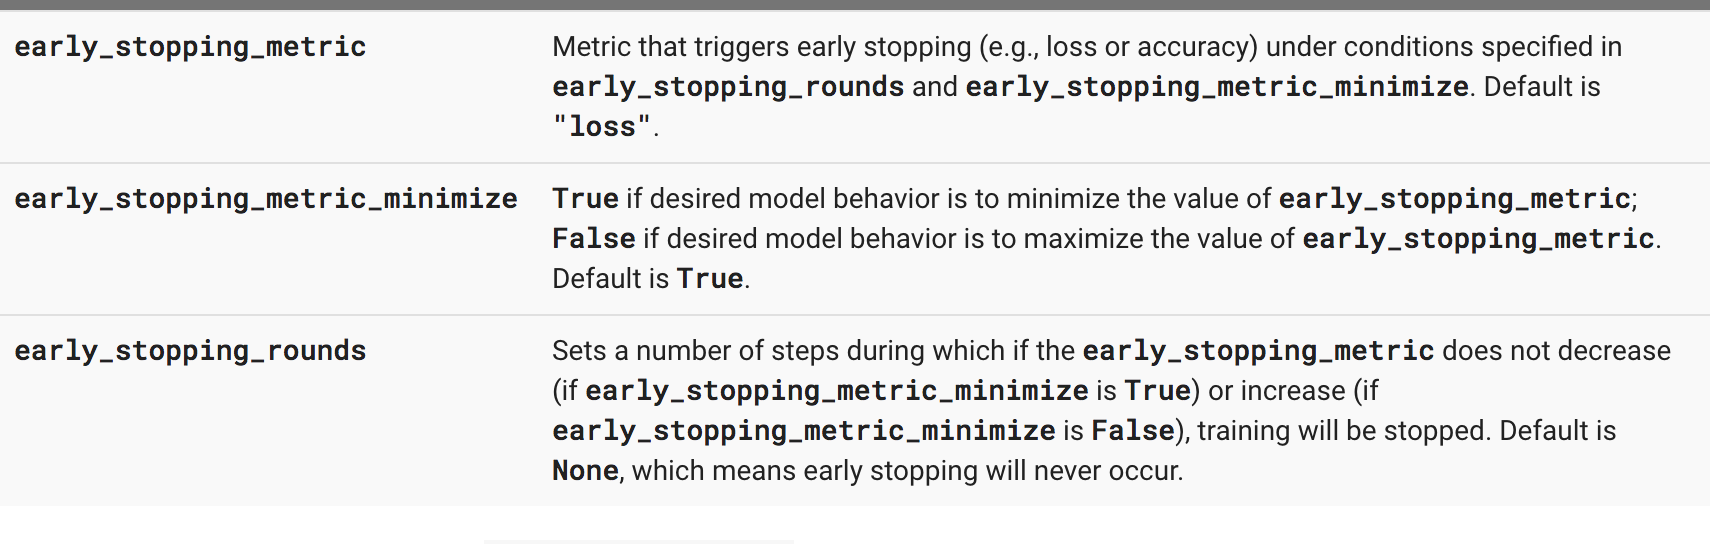 early_stopping_metric
Metric that triggers early stopping (e.g., loss or accuracy) under conditions specified in
early_stopping_rounds and early_stopping_metric_minimize. Default is
"loss".
early_stopping_metric_minimize
True if desired model behavior is to minimize the value of early_stopping_metric;
False if desired model behavior is to maximize the value of early_stopping_metric.
Default is True.
early_stopping_rounds
Sets a number of steps during which if the early_stopping_metric does not decrease
(if early_stopping_metric_minimize is True) or increase (if
early_stopping_metric_minimize is False), training will be stopped. Default is
None, which means early stopping will never occur.